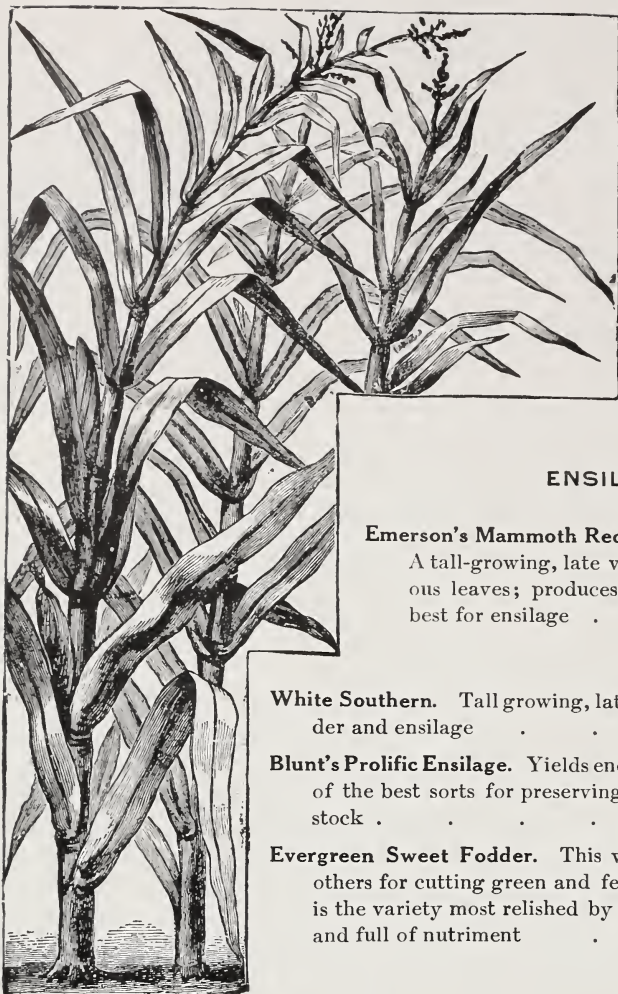 ENSIL
Emerson's Mammoth Red
A tall-growing, late v
ous leaves; produces
best for ensilage .
White Southern. Tall growing, lat
der and ensilage . .
Blunt's Prolific Ensilage. Yields en
of the best sorts for preserving
stock . . . .
Evergreen Sweet Fodder. This v
others for cutting green and fe
is the variety most relished by
and full of nutriment .